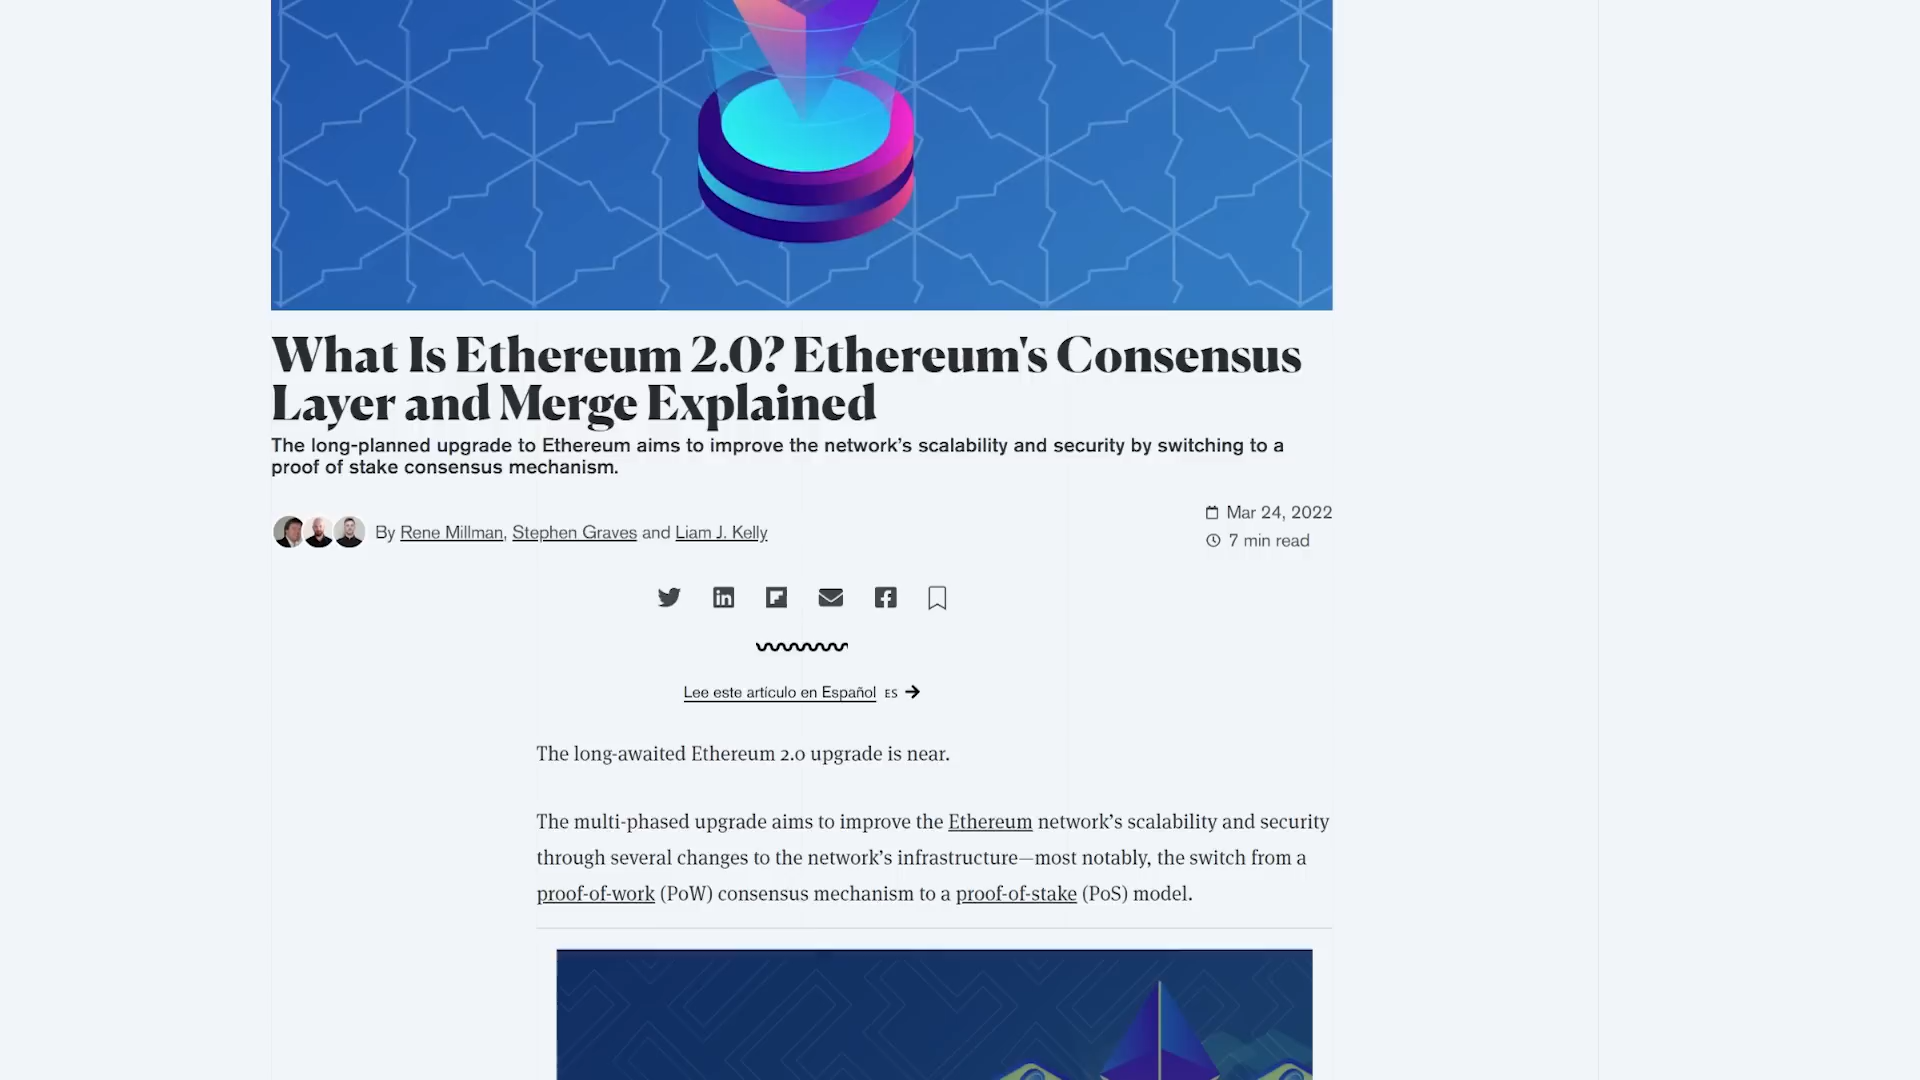 What Is Ethereum 2.0? Ethereum's Consensus
Layer and Merge Explained
The long-planned upgrade to Ethereum aims to improve the network’s scalability and security by switching to a
proof of stake consensus mechanism.
By Rene Millman, Stephen Graves and Liam J. Kelly
Mar 24, 2022
7 min read
Lee este artículo en Español ES
The long-awaited Ethereum 2.0 upgrade is near.
The multi-phased upgrade aims to improve the Ethereum network’s scalability and security
through several changes to the network’s infrastructure—most notably, the switch from a
proof-of-work (PoW) consensus mechanism to a proof-of-stake (PoS) model.